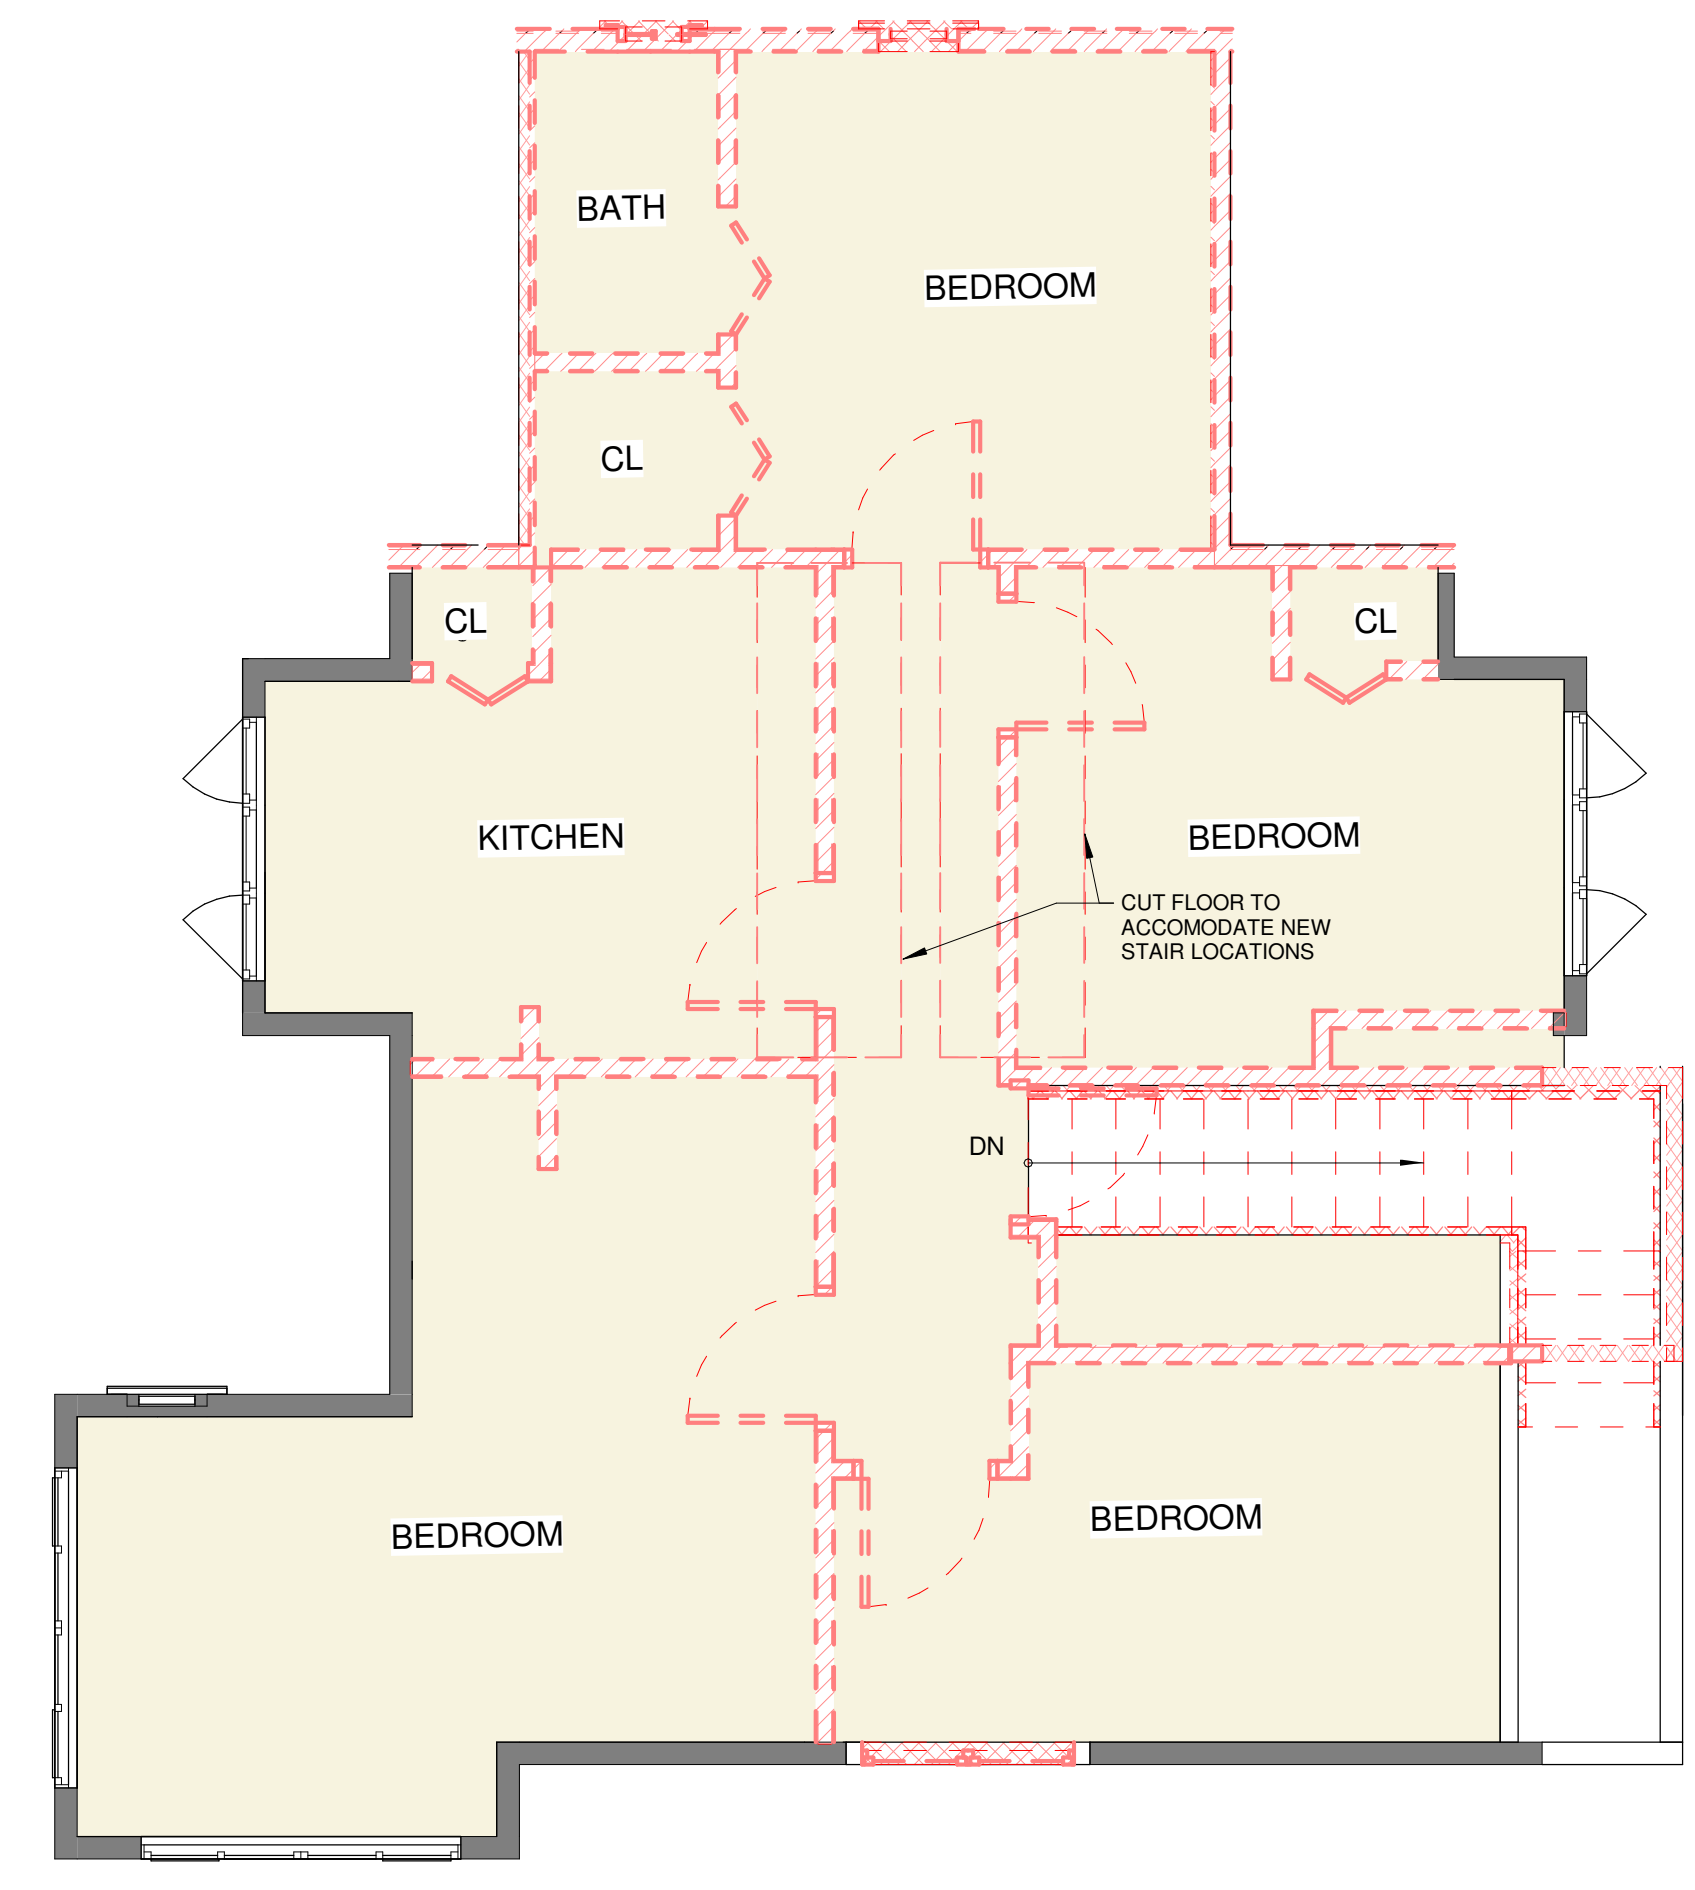 BATH
BEDROOM
CL
CL
CL
KITCHEN
BEDROOM
CUT FLOOR TO
ACCOMODATE NEW
STAIR LOCATIONS
DN
BEDROOM
BEDROOM